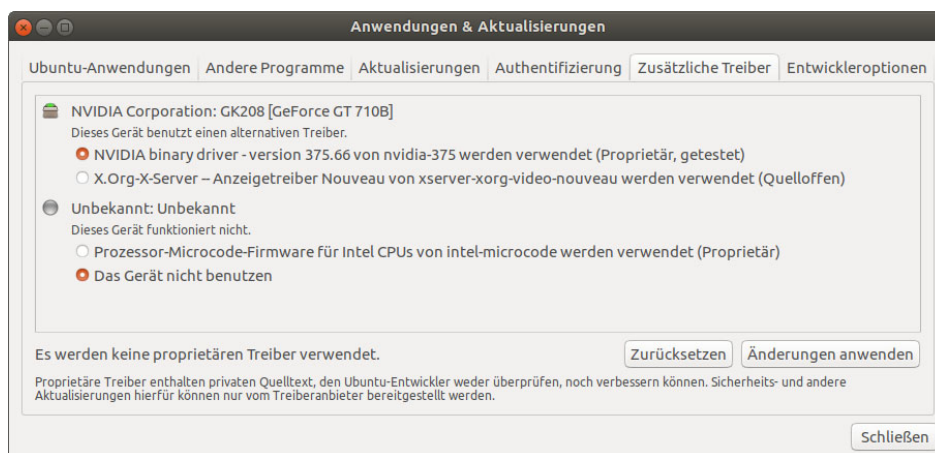 Anwendungen & Aktualisierungen
Ubuntu-Anwendungen Andere Programme Aktualisierungen Authentifizierung Zusätzliche Treiber Entwickleroptionen
NVIDIA Corporation: GK208 [GeForce GT 710B]
Dieses Gerät benutzt einen alternativen Treiber.
NVIDIA binary driver - version 375.66 von nvidia-375 werden verwendet (Proprietär, getestet)
X.Org-X-Server – Anzeigetreiber Nouveau von xserver-xorg-video-nouveau werden verwendet (Quelloffen)
Unbekannt: Unbekannt
Dieses Gerät funktioniert nicht.
Prozessor-Microcode-Firmware für Intel CPUs von intel-microcode werden verwendet (Proprietär)
Das Gerät nicht benutzen
Es werden keine proprietären Treiber verwendet. Zurücksetzen Änderungen anwenden
Proprietäre Treiber enthalten privaten Quelltext, den Ubuntu-Entwickler weder überprüfen, noch verbessern können. Sicherheits- und andere
Aktualisierungen hierfür können nur vom Treiberanbieter bereitgestellt werden.
Schließen